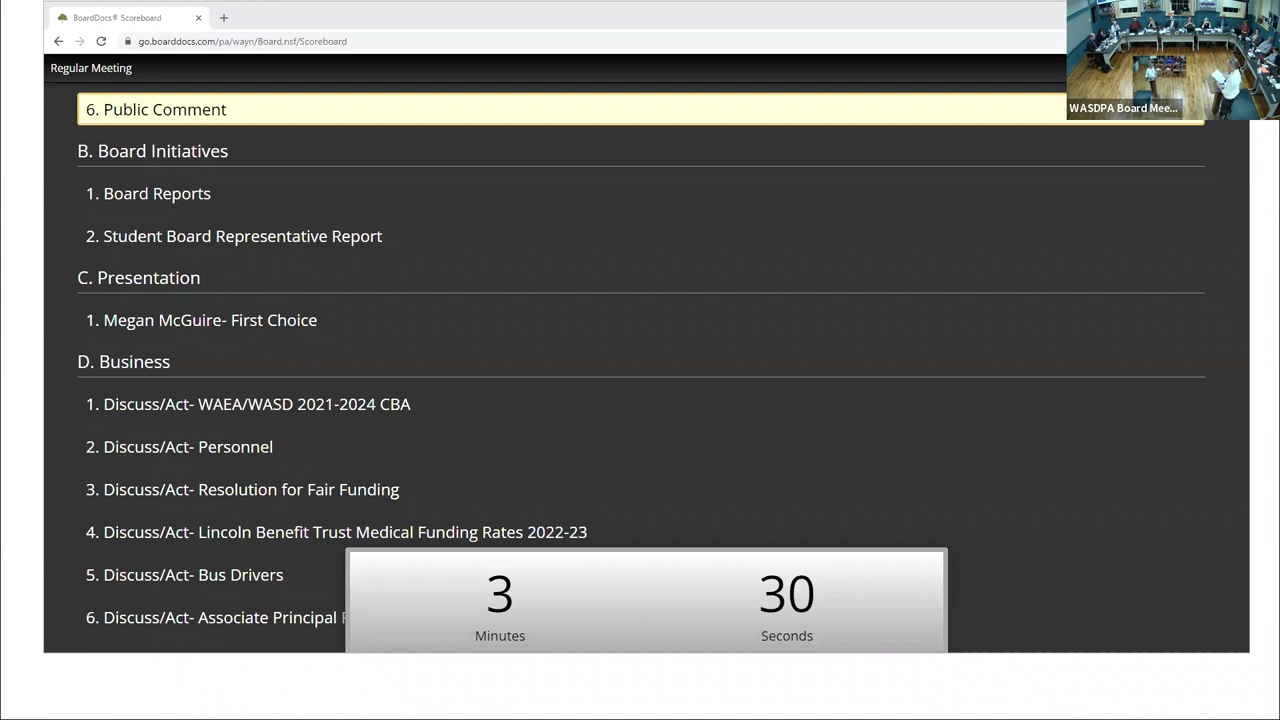 BoardDocs® Scoreboard
go.boarddocs.com/pa/wayn/Board.nsf/Scoreboard
Regular Meeting
WASDPA Board Mee...
6. Public Comment
B. Board Initiatives
1. Board Reports
2. Student Board Representative Report
C. Presentation
1. Megan McGuire- First Choice
D. Business
1. Discuss/Act- WAEA/WASD 2021-2024 CBA
2. Discuss/Act- Personnel
3. Discuss/Act- Resolution for Fair Funding
4. Discuss/Act- Lincoln Benefit Trust Medical Funding Rates 2022-23
5. Discuss/Act- Bus Drivers
6. Discuss/Act- Associate Principal
3 30
Minutes Seconds